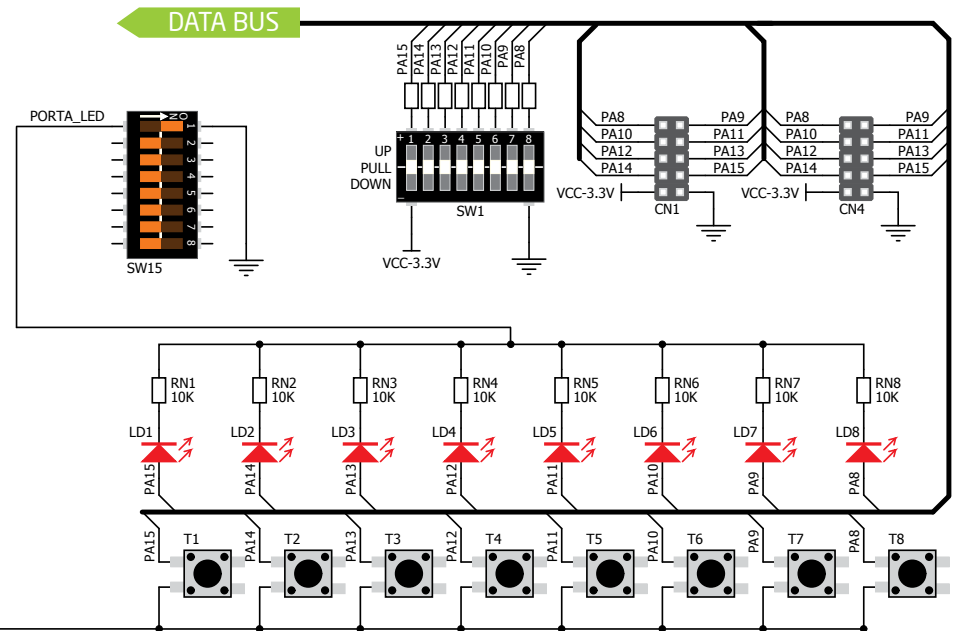 DATA BUS
PA15 PA14 PA13 PA12 PA11 PA10 PA9 PA8
PORTA_LED
ON
1
2
3
4
5
6
7
8
SW15
+ 1 2 3 4 5 6 7 8
UP
PULL
DOWN
_
SW1
VCC-3.3V
PA8 PA9 PA8 PA9
PA10 PA11 PA10 PA11
PA12 PA13 PA12 PA13
PA14 PA15 PA14 PA15
VCC-3.3V CN1 VCC-3.3V CN4
RN1 RN2 RN3 RN4 RN5 RN6 RN7 RN8
10K 10K 10K 10K 10K 10K 10K 10K
LD1 LD2 LD3 LD4 LD5 LD6 LD7 LD8
PA15 PA14 PA13 PA12 PA11 PA10 PA9 PA8
PA15 PA14 PA13 PA12 PA11 PA10 PA9 PA8
T1 T2 T3 T4 T5 T6 T7 T8